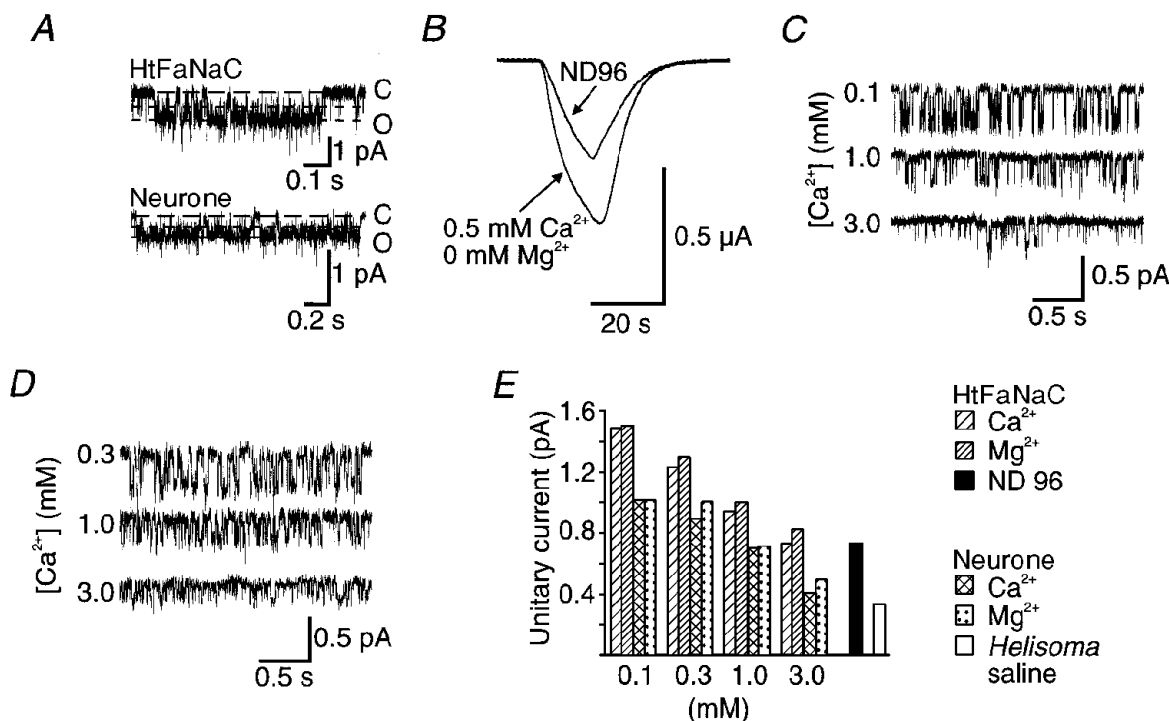 A
HtFaNaC
C
O
1 pA
0.1 s
Neurone
C
O
1 pA
0.2 s
B
ND96
0.5 mM Ca²⁺
0 mM Mg²⁺
0.5 µA
20 s
C
[Ca²⁺] (mM)
0.1
1.0
3.0
0.5 pA
0.5 s
D
[Ca²⁺] (mM)
0.3
1.0
3.0
0.5 pA
0.5 s
E
Unitary current (pA)
1.6
1.2
0.8
0.4
0.1 0.3 1.0 3.0
(mM)
HtFaNaC
Ca²⁺
Mg²⁺
ND 96
Neurone
Ca²⁺
Mg²⁺
Helisoma
saline